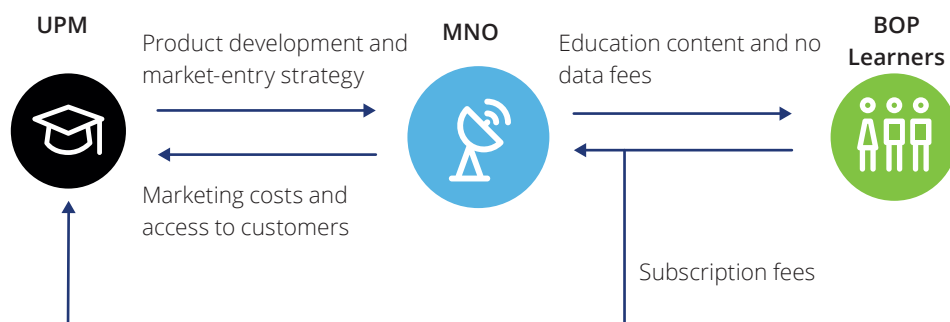 UPM
Product development and
market-entry strategy
MNO
Education content and no
data fees
BOP
Learners
Marketing costs and
access to customers
Subscription fees